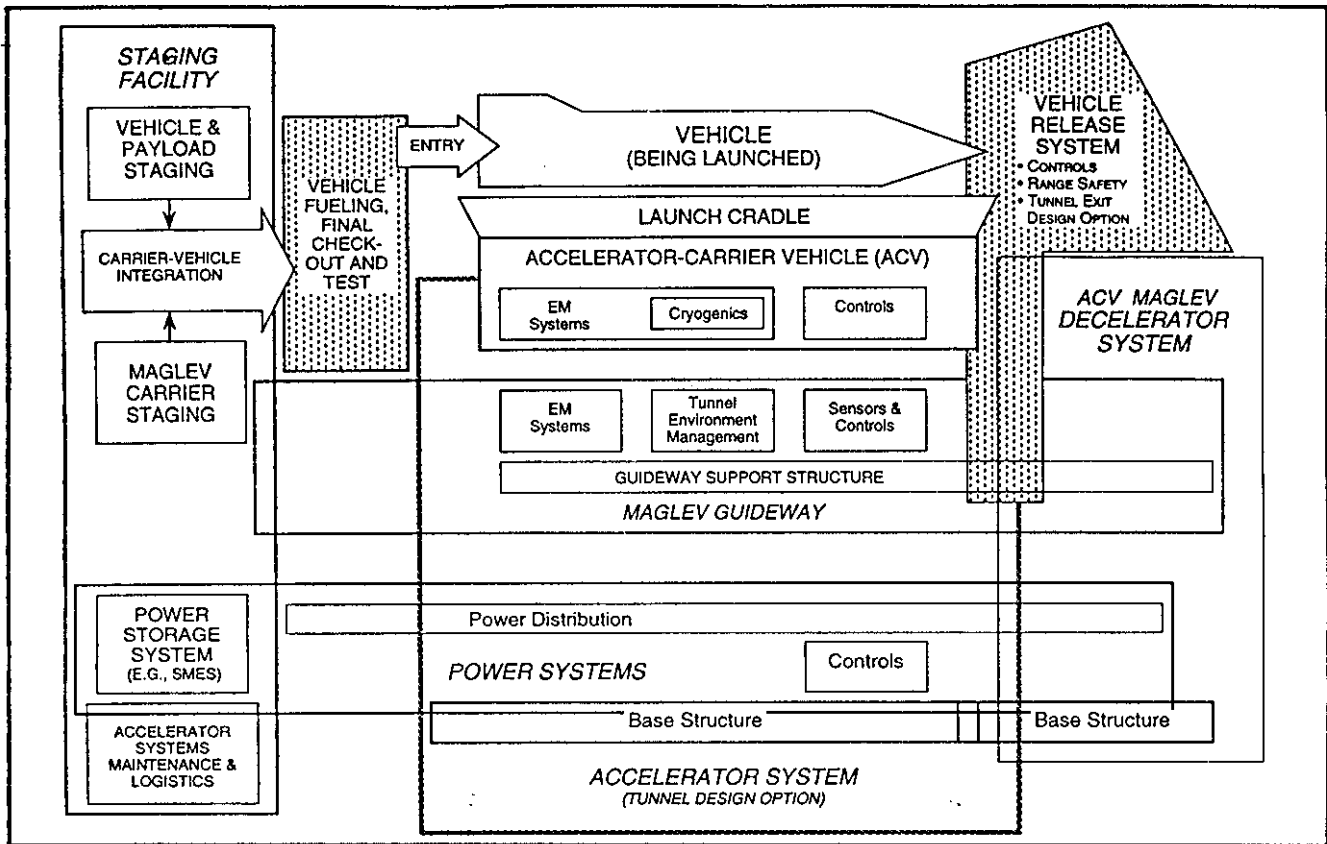 STAGING
FACILITY
VEHICLE &
PAYLOAD
STAGING
CARRIER-VEHICLE
INTEGRATION
MAGLEV
CARRIER
STAGING
VEHICLE
FUELING,
FINAL
CHECK-
OUT AND
TEST
ENTRY
VEHICLE
(BEING LAUNCHED)
LAUNCH CRADLE
ACCELERATOR-CARRIER VEHICLE (ACV)
EM
Systems
Cryogenics
Controls
VEHICLE
RELEASE
SYSTEM
• CONTROLS
• RANGE SAFETY
• TUNNEL EXIT
DESIGN OPTION
ACV MAGLEV
DECELERATOR
SYSTEM
EM
Systems
Tunnel
Environment
Management
Sensors &
Controls
GUIDEWAY SUPPORT STRUCTURE
MAGLEV GUIDEWAY
POWER
STORAGE
SYSTEM
(E.G., SMES)
Power Distribution
POWER SYSTEMS
Controls
Base Structure
Base Structure
ACCELERATOR
SYSTEMS
MAINTENANCE &
LOGISTICS
ACCELERATOR SYSTEM
(TUNNEL DESIGN OPTION)